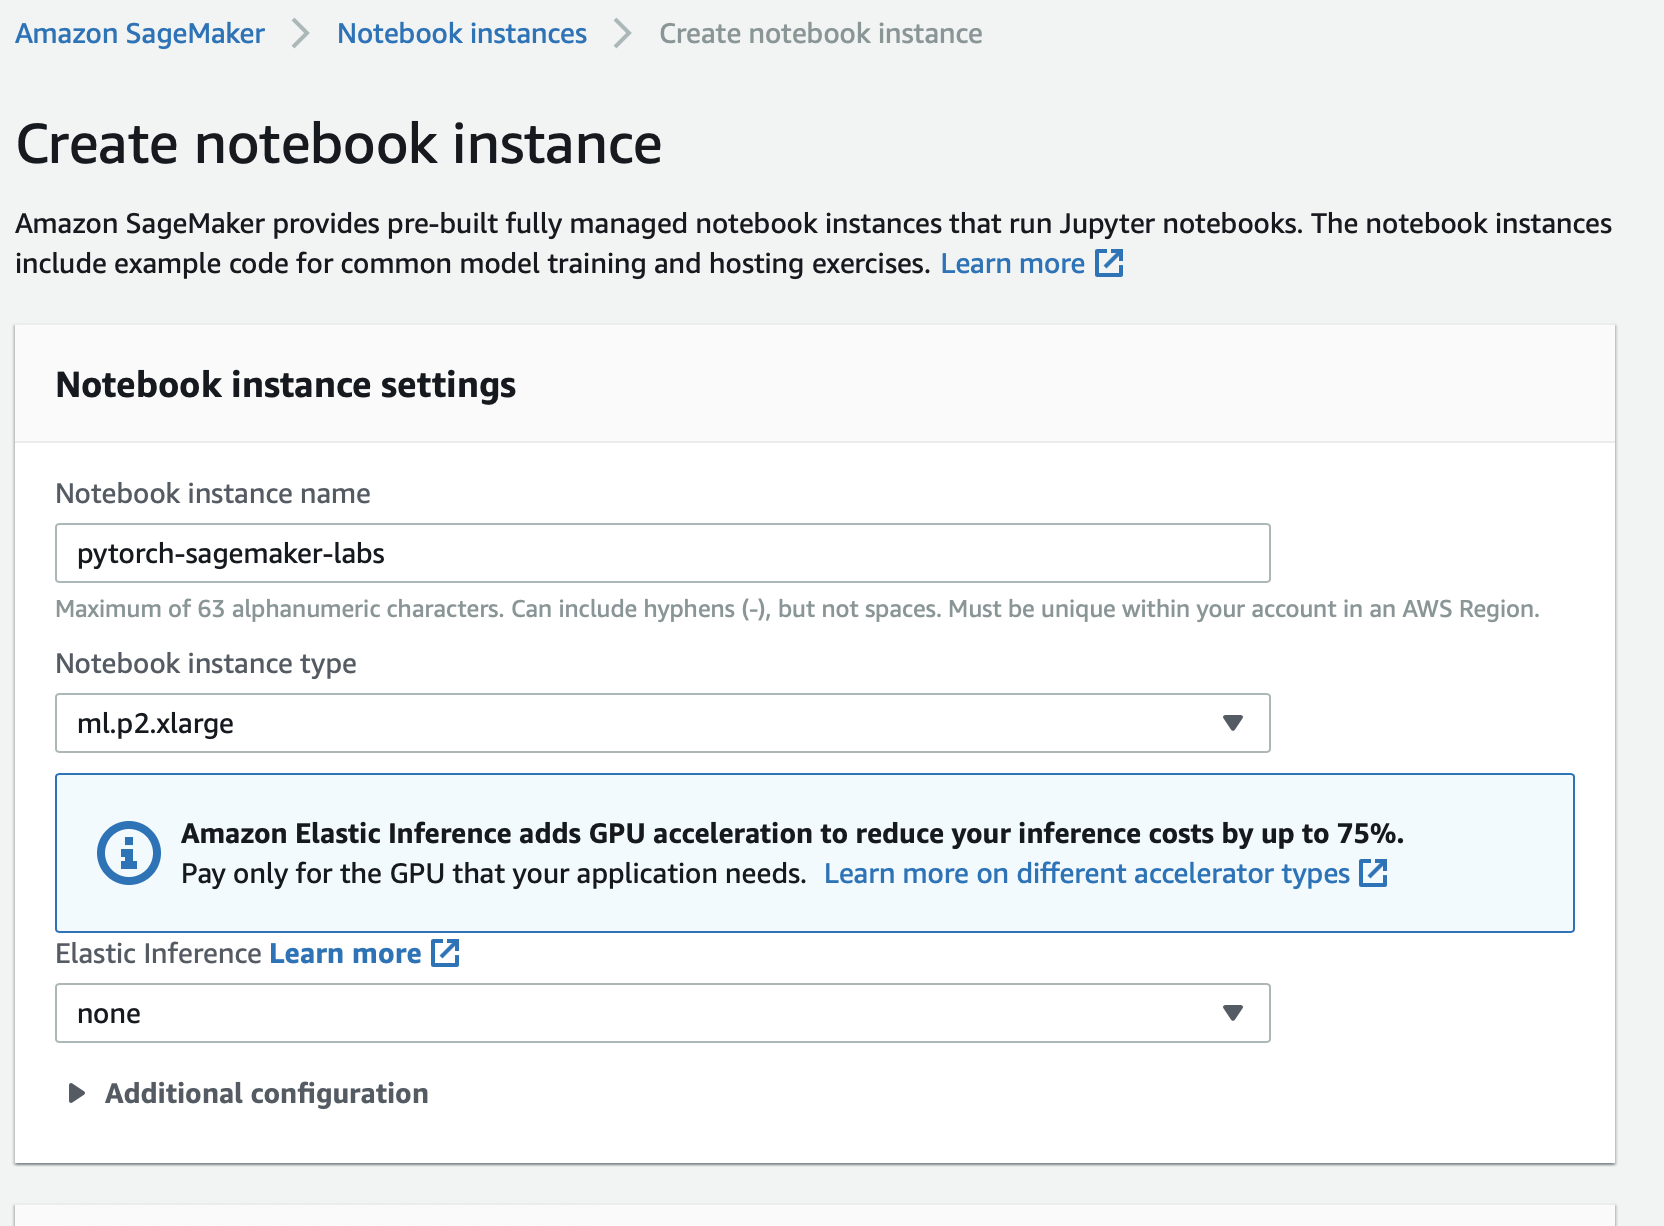 Amazon SageMaker > Notebook instances > Create notebook instance
Create notebook instance
Amazon SageMaker provides pre-built fully managed notebook instances that run Jupyter notebooks. The notebook instances
include example code for common model training and hosting exercises. Learn more
Notebook instance settings
Notebook instance name
pytorch-sagemaker-labs
Maximum of 63 alphanumeric characters. Can include hyphens (-), but not spaces. Must be unique within your account in an AWS Region.
Notebook instance type
ml.p2.xlarge
Amazon Elastic Inference adds GPU acceleration to reduce your inference costs by up to 75%.
Pay only for the GPU that your application needs. Learn more on different accelerator types
Elastic Inference Learn more
none
Additional configuration